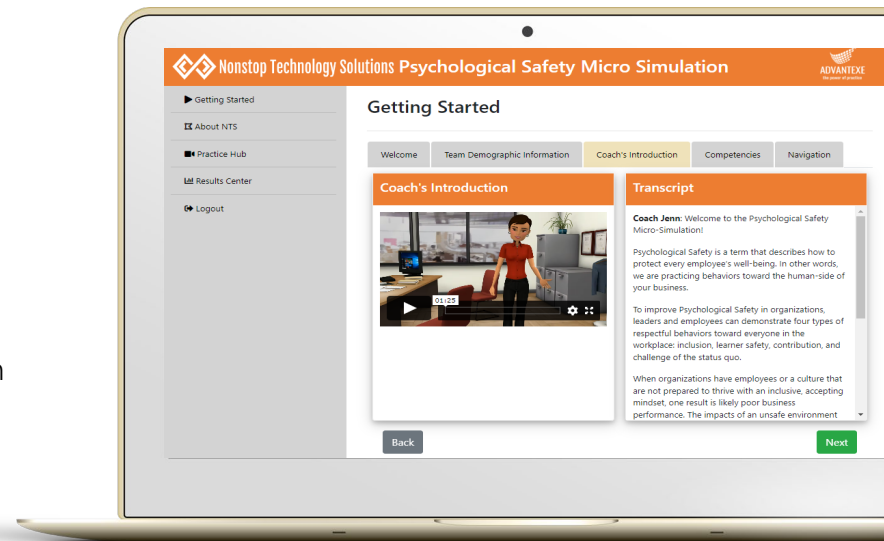 Nonstop Technology Solutions Psychological Safety Micro Simulation
ADVANTEXE
the power of practice
Getting Started
About NTS
Practice Hub
Results Center
Logout
Getting Started
Welcome
Team Demographic Information
Coach's Introduction
Competencies
Navigation
Coach's Introduction
01:25
Transcript
Coach Jenn: Welcome to the Psychological Safety
Micro-Simulation!
Psychological Safety is a term that describes how to
protect every employee's well-being. In other words,
we are practicing behaviors toward the human-side of
your business.
To improve Psychological Safety in organizations,
leaders and employees can demonstrate four types of
respectful behaviors toward everyone in the
workplace: inclusion, learner safety, contribution, and
challenge of the status quo.
When organizations have employees or a culture that
are not prepared to thrive with an inclusive, accepting
mindset, one result is likely poor business
performance. The impacts of an unsafe environment
Back
Next